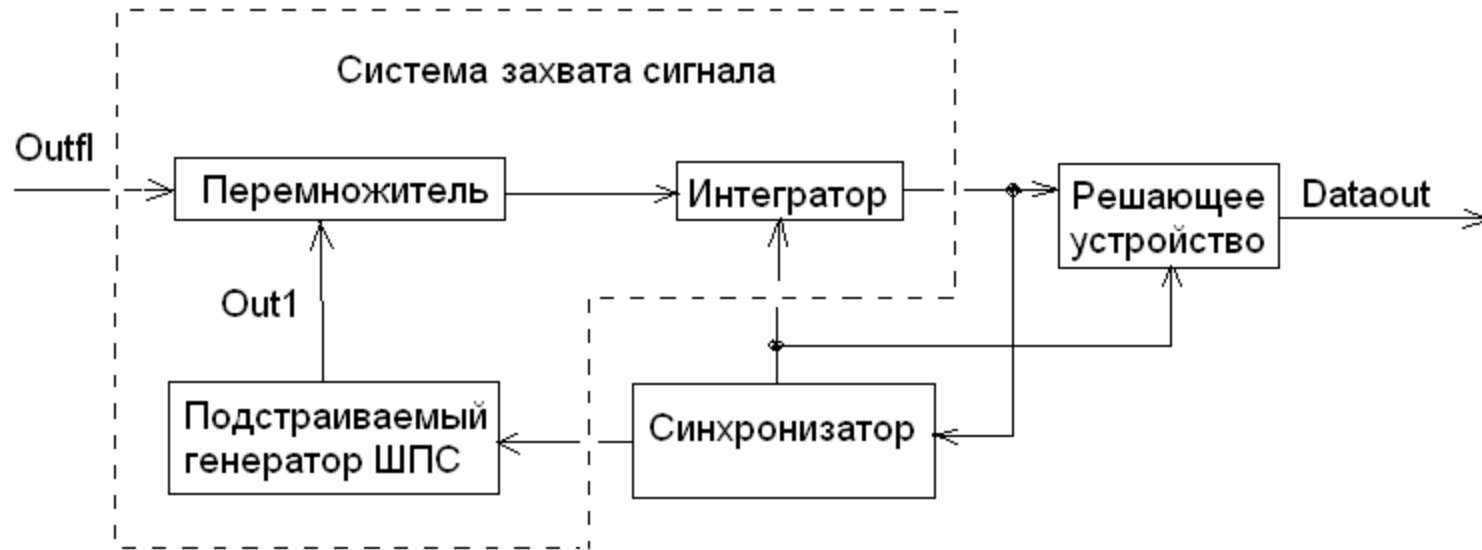 Система захвата сигнала
Outfl
Перемножитель
Интегратор
Решающее
устройство
Dataout
Out1
Подстраиваемый
генератор ШПС
Синхронизатор